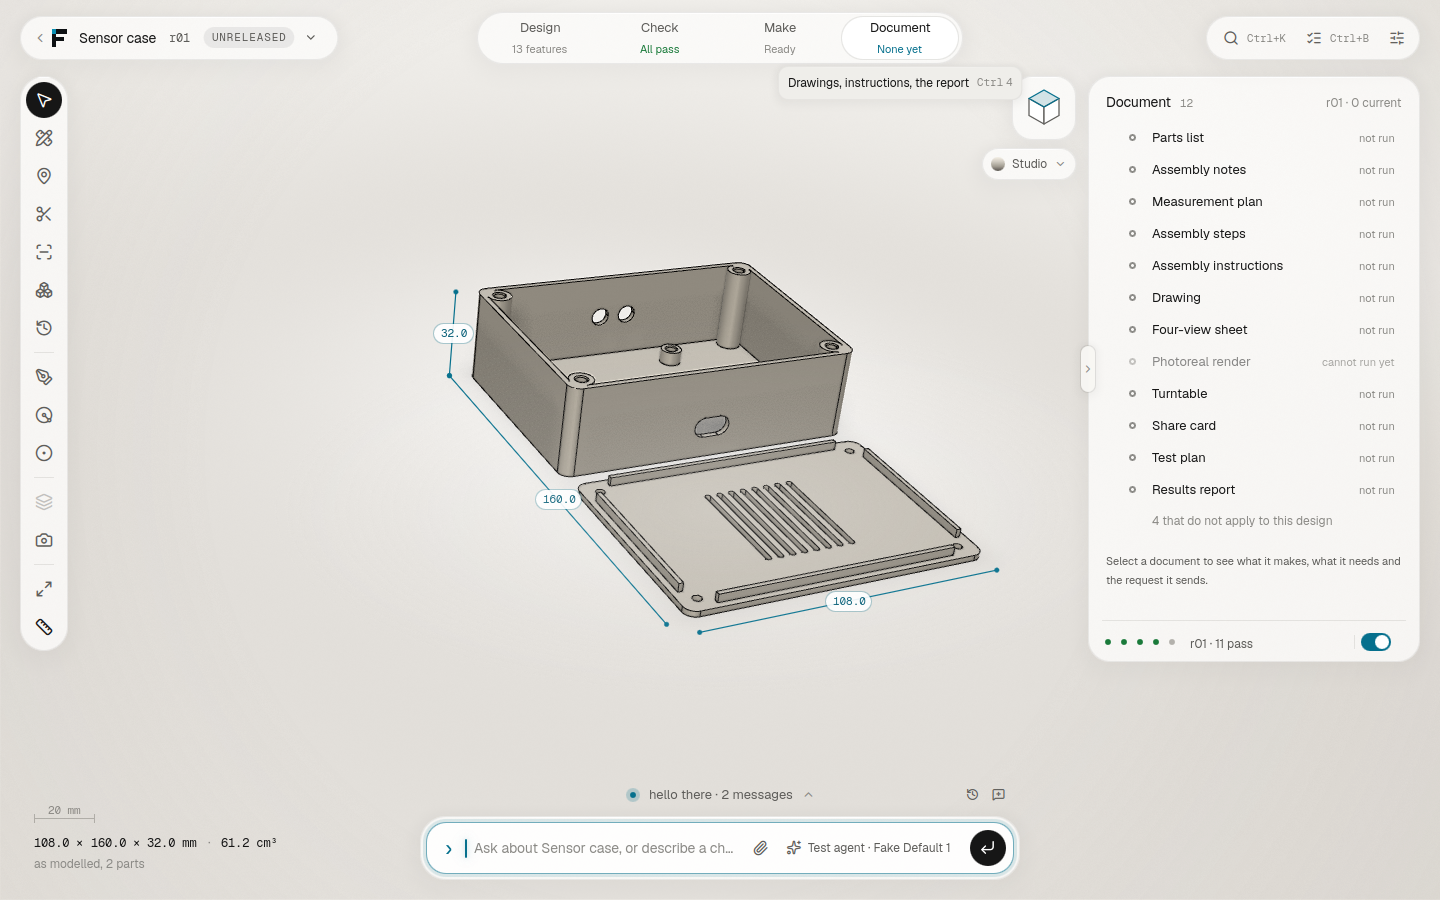 Sensor case r01 UNRELEASED
Design
13 features
Check
All pass
Make
Ready
Document
None yet
Ctrl+K Ctrl+B
Drawings, instructions, the report Ctrl 4
Studio
Document 12 r01 · 0 current
Parts list not run
Assembly notes not run
Measurement plan not run
Assembly steps not run
Assembly instructions not run
Drawing not run
Four-view sheet not run
Photoreal render cannot run yet
Turntable not run
Share card not run
Test plan not run
Results report not run
4 that do not apply to this design
Select a document to see what it makes, what it needs and
the request it sends.
r01 · 11 pass
32.0
160.0
108.0
hello there · 2 messages
Ask about Sensor case, or describe a ch…
Test agent · Fake Default 1
20 mm
108.0 × 160.0 × 32.0 mm · 61.2 cm³
as modelled, 2 parts